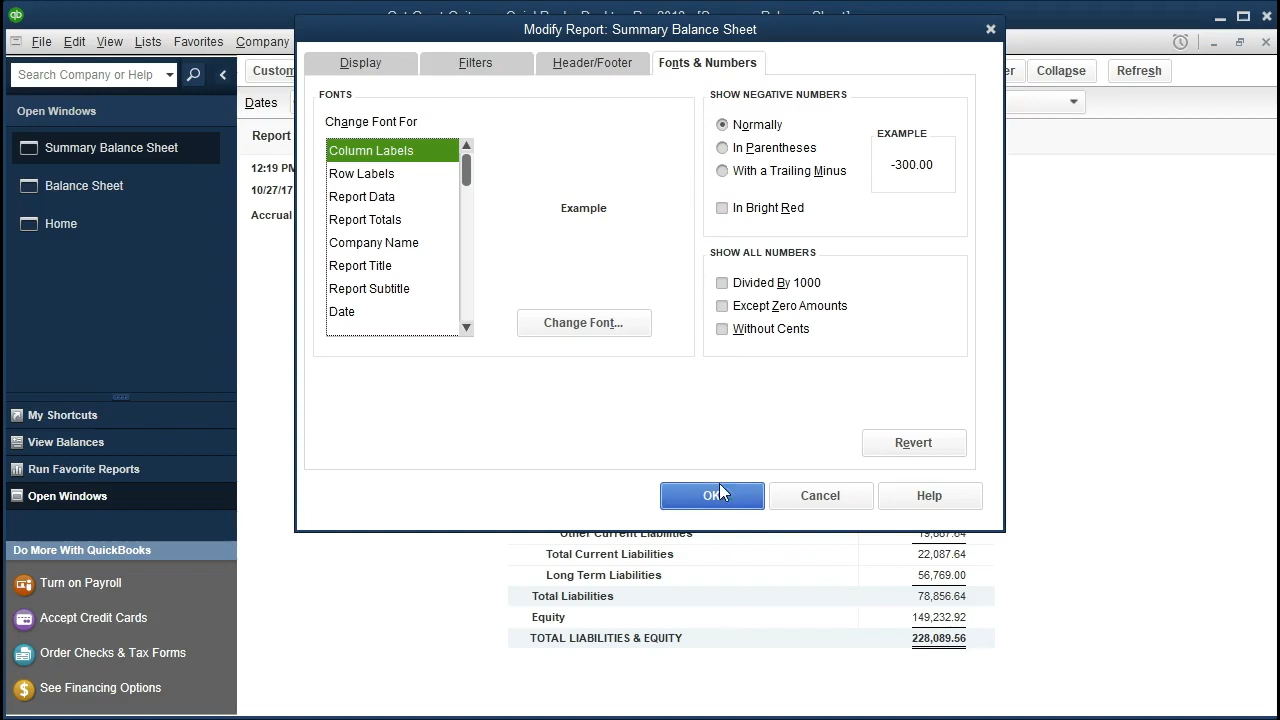 Modify Report: Summary Balance Sheet
File Edit View Lists Favorites Company
Search Company or Help
Custom
Collapse Refresh
Dates
Open Windows
Summary Balance Sheet
Balance Sheet
Home
Report
12:19 PM
10/27/17
Accrual
Display Filters Header/Footer Fonts & Numbers
FONTS
Change Font For
Column Labels
Row Labels
Report Data
Report Totals
Company Name
Report Title
Report Subtitle
Date
Example
Change Font...
SHOW NEGATIVE NUMBERS
Normally
In Parentheses
With a Trailing Minus
In Bright Red
EXAMPLE
-300.00
SHOW ALL NUMBERS
Divided By 1000
Except Zero Amounts
Without Cents
Revert
OK Cancel Help
My Shortcuts
View Balances
Run Favorite Reports
Open Windows
Do More With QuickBooks
Turn on Payroll
Accept Credit Cards
Order Checks & Tax Forms
See Financing Options
Other Current Liabilities 19,887.64
Total Current Liabilities 22,087.64
Long Term Liabilities 56,769.00
Total Liabilities 78,856.64
Equity 149,232.92
TOTAL LIABILITIES & EQUITY 228,089.56